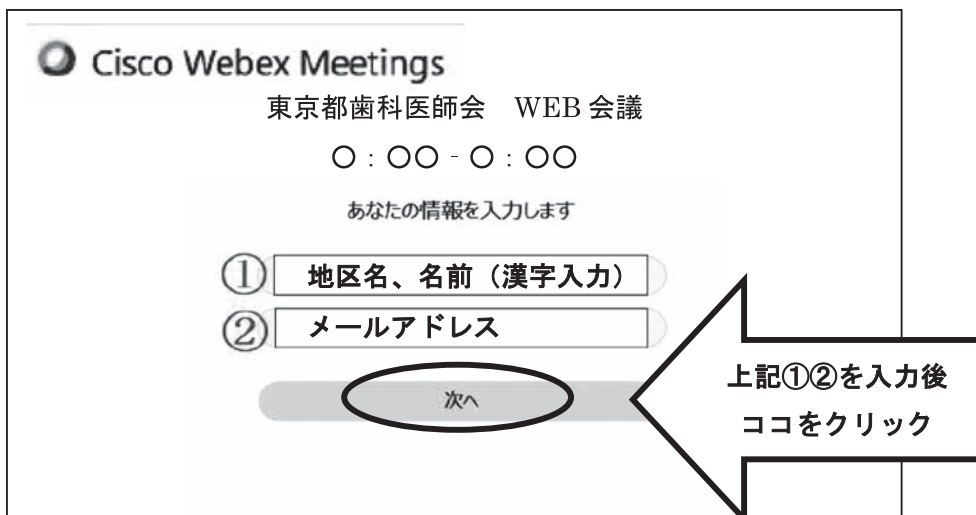 Cisco Webex Meetings
東京都歯科医師会　WEB 会議
〇：〇〇 - 〇：〇〇
あなたの情報を入力します
① 地区名、名前（漢字入力）
② メールアドレス
次へ
上記①②を入力後
ココをクリック